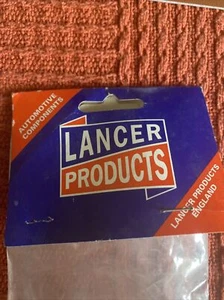 AUTOMOTIVE
COMPONENTS
LANCER
PRODUCTS
LANCER PRODUCTS
ENGLAND